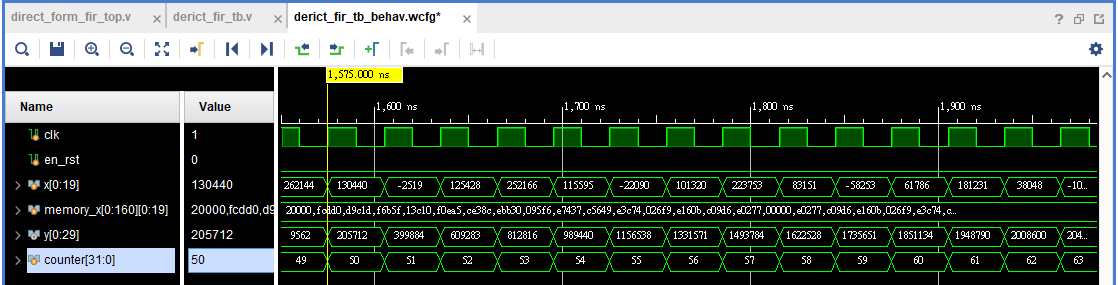 direct_form_fir_top.v × derict_fir_tb.v × derict_fir_tb_behav.wcfg* × ?
1,575.000 ns
Name Value 1,600 ns 1,700 ns 1,800 ns 1,900 ns
clk 1
en_rst 0
x[0:19] 130440 262144 130440 -2519 125428 252166 115595 -22090 101320 223753 83151 -58253 61786 181231 38048 -10...
memory_x[0:160][0:19] 20000,fcdd0,d9 20000,fcdd0,d9c1d,f6b5f,13c10,f0ea5,ce38c,ebb30,095f6,e7437,c5649,e3c74,026f9,e160b,c09d6,e0277,00000,e0277,c09d6,e160b,026f9,e3c74,c...
y[0:29] 205712 9562 205712 399884 609283 812816 989440 1156538 1331571 1493784 1622528 1735651 1851134 1948790 2008600 204...
counter[31:0] 50 49 50 51 52 53 54 55 56 57 58 59 60 61 62 63